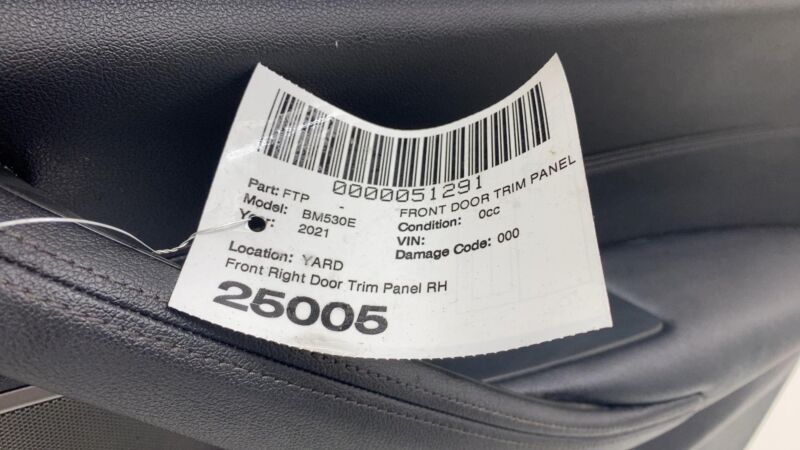 0000051291
Part: FTP - FRONT DOOR TRIM PANEL
Model: BM530E Condition: 0cc
Year: 2021 VIN:
Damage Code: 000
Location: YARD
Front Right Door Trim Panel RH
25005